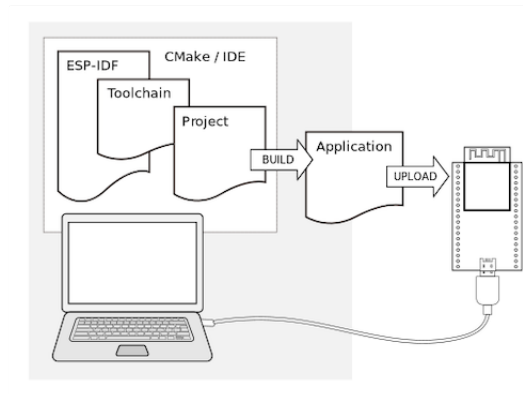 ESP-IDF
CMake / IDE
Toolchain
Project
BUILD
Application
UPLOAD